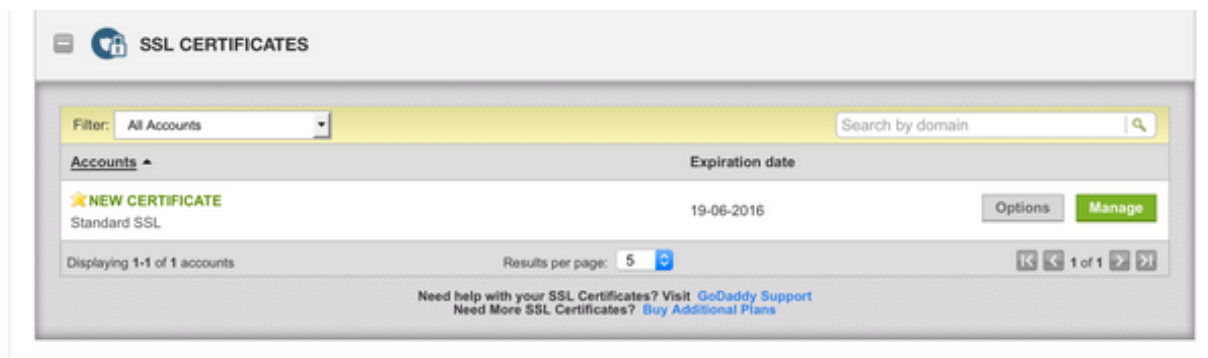 SSL CERTIFICATES
Filter: All Accounts Search by domain
Accounts Expiration date
NEW CERTIFICATE
Standard SSL
19-06-2016 Options Manage
Displaying 1-1 of 1 accounts Results per page: 5 1 of 1
Need help with your SSL Certificates? Visit GoDaddy Support
Need More SSL Certificates? Buy Additional Plans